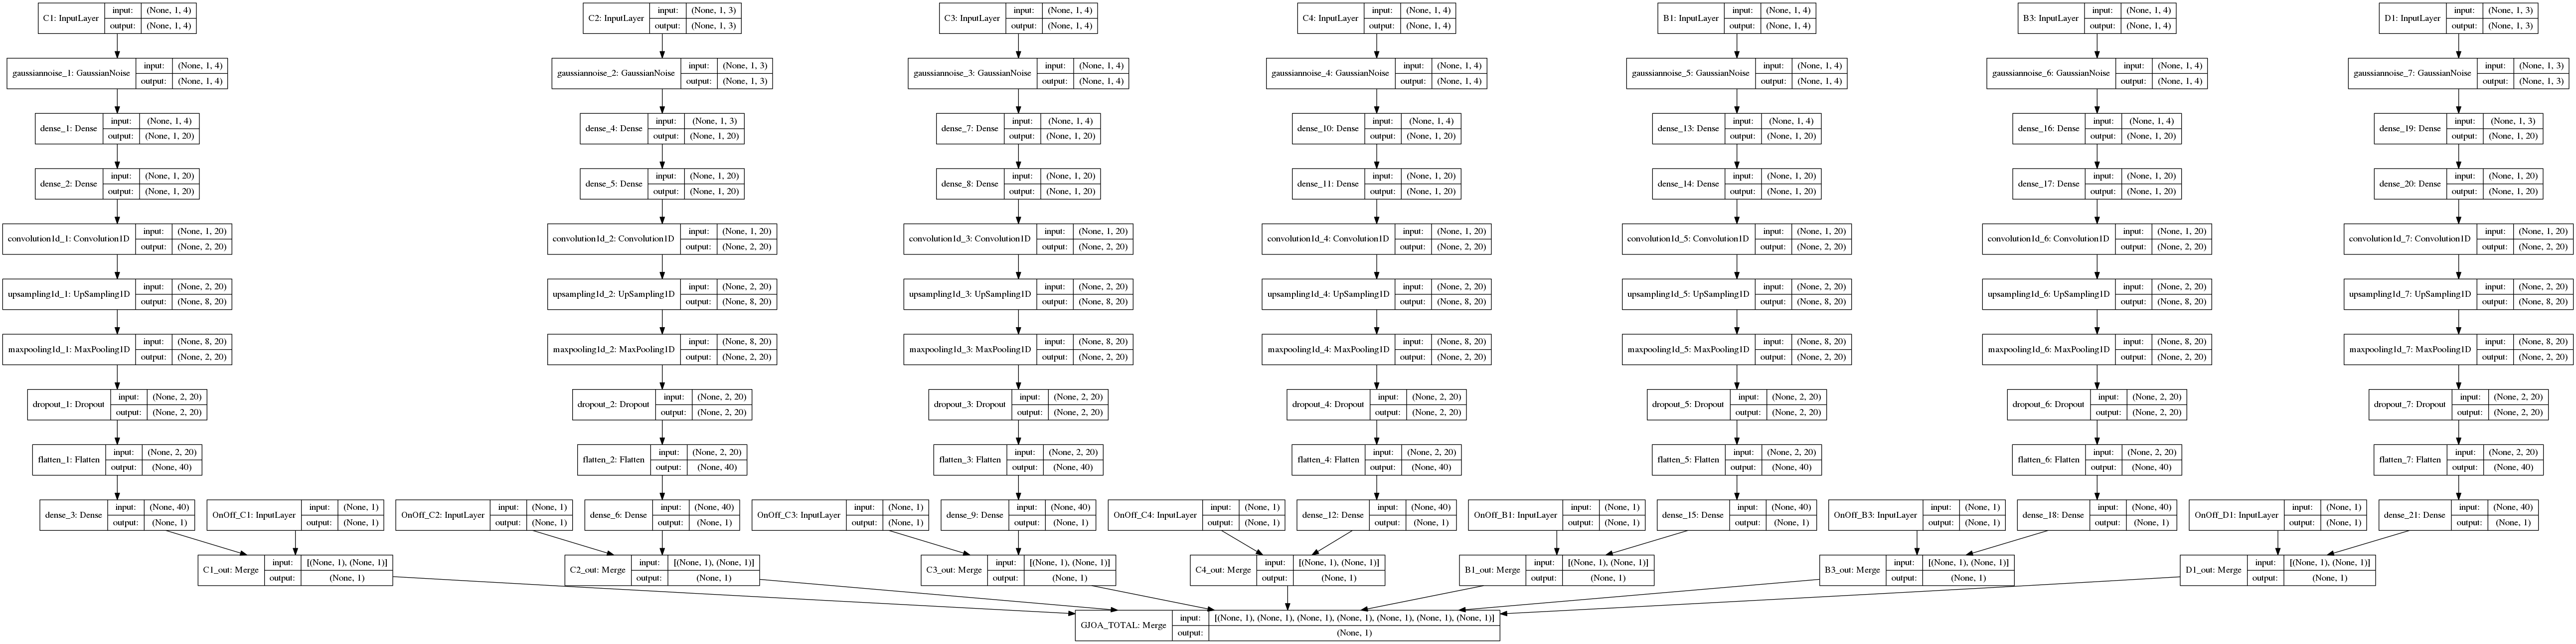 C1: InputLayer
input: (None, 1, 4)
output: (None, 1, 4)
gaussiannoise_1: GaussianNoise
input: (None, 1, 4)
output: (None, 1, 4)
dense_1: Dense
input: (None, 1, 4)
output: (None, 1, 20)
dense_2: Dense
input: (None, 1, 20)
output: (None, 1, 20)
convolution1d_1: Convolution1D
input: (None, 1, 20)
output: (None, 2, 20)
upsampling1d_1: UpSampling1D
input: (None, 2, 20)
output: (None, 8, 20)
maxpooling1d_1: MaxPooling1D
input: (None, 8, 20)
output: (None, 2, 20)
dropout_1: Dropout
input: (None, 2, 20)
output: (None, 2, 20)
flatten_1: Flatten
input: (None, 2, 20)
output: (None, 40)
dense_3: Dense
input: (None, 40)
output: (None, 1)
OnOff_C1: InputLayer
input: (None, 1)
output: (None, 1)
C1_out: Merge
input: [(None, 1), (None, 1)]
output: (None, 1)
C2: InputLayer
input: (None, 1, 3)
output: (None, 1, 3)
gaussiannoise_2: GaussianNoise
input: (None, 1, 3)
output: (None, 1, 3)
dense_4: Dense
input: (None, 1, 3)
output: (None, 1, 20)
dense_5: Dense
input: (None, 1, 20)
output: (None, 1, 20)
convolution1d_2: Convolution1D
input: (None, 1, 20)
output: (None, 2, 20)
upsampling1d_2: UpSampling1D
input: (None, 2, 20)
output: (None, 8, 20)
maxpooling1d_2: MaxPooling1D
input: (None, 8, 20)
output: (None, 2, 20)
dropout_2: Dropout
input: (None, 2, 20)
output: (None, 2, 20)
flatten_2: Flatten
input: (None, 2, 20)
output: (None, 40)
OnOff_C2: InputLayer
input: (None, 1)
output: (None, 1)
dense_6: Dense
input: (None, 40)
output: (None, 1)
C2_out: Merge
input: [(None, 1), (None, 1)]
output: (None, 1)
C3: InputLayer
input: (None, 1, 4)
output: (None, 1, 4)
gaussiannoise_3: GaussianNoise
input: (None, 1, 4)
output: (None, 1, 4)
dense_7: Dense
input: (None, 1, 4)
output: (None, 1, 20)
dense_8: Dense
input: (None, 1, 20)
output: (None, 1, 20)
convolution1d_3: Convolution1D
input: (None, 1, 20)
output: (None, 2, 20)
upsampling1d_3: UpSampling1D
input: (None, 2, 20)
output: (None, 8, 20)
maxpooling1d_3: MaxPooling1D
input: (None, 8, 20)
output: (None, 2, 20)
dropout_3: Dropout
input: (None, 2, 20)
output: (None, 2, 20)
flatten_3: Flatten
input: (None, 2, 20)
output: (None, 40)
OnOff_C3: InputLayer
input: (None, 1)
output: (None, 1)
dense_9: Dense
input: (None, 40)
output: (None, 1)
C3_out: Merge
input: [(None, 1), (None, 1)]
output: (None, 1)
C4: InputLayer
input: (None, 1, 4)
output: (None, 1, 4)
gaussiannoise_4: GaussianNoise
input: (None, 1, 4)
output: (None, 1, 4)
dense_10: Dense
input: (None, 1, 4)
output: (None, 1, 20)
dense_11: Dense
input: (None, 1, 20)
output: (None, 1, 20)
convolution1d_4: Convolution1D
input: (None, 1, 20)
output: (None, 2, 20)
upsampling1d_4: UpSampling1D
input: (None, 2, 20)
output: (None, 8, 20)
maxpooling1d_4: MaxPooling1D
input: (None, 8, 20)
output: (None, 2, 20)
dropout_4: Dropout
input: (None, 2, 20)
output: (None, 2, 20)
flatten_4: Flatten
input: (None, 2, 20)
output: (None, 40)
OnOff_C4: InputLayer
input: (None, 1)
output: (None, 1)
dense_12: Dense
input: (None, 40)
output: (None, 1)
C4_out: Merge
input: [(None, 1), (None, 1)]
output: (None, 1)
B1: InputLayer
input: (None, 1, 4)
output: (None, 1, 4)
gaussiannoise_5: GaussianNoise
input: (None, 1, 4)
output: (None, 1, 4)
dense_13: Dense
input: (None, 1, 4)
output: (None, 1, 20)
dense_14: Dense
input: (None, 1, 20)
output: (None, 1, 20)
convolution1d_5: Convolution1D
input: (None, 1, 20)
output: (None, 2, 20)
upsampling1d_5: UpSampling1D
input: (None, 2, 20)
output: (None, 8, 20)
maxpooling1d_5: MaxPooling1D
input: (None, 8, 20)
output: (None, 2, 20)
dropout_5: Dropout
input: (None, 2, 20)
output: (None, 2, 20)
flatten_5: Flatten
input: (None, 2, 20)
output: (None, 40)
OnOff_B1: InputLayer
input: (None, 1)
output: (None, 1)
dense_15: Dense
input: (None, 40)
output: (None, 1)
B1_out: Merge
input: [(None, 1), (None, 1)]
output: (None, 1)
B3: InputLayer
input: (None, 1, 4)
output: (None, 1, 4)
gaussiannoise_6: GaussianNoise
input: (None, 1, 4)
output: (None, 1, 4)
dense_16: Dense
input: (None, 1, 4)
output: (None, 1, 20)
dense_17: Dense
input: (None, 1, 20)
output: (None, 1, 20)
convolution1d_6: Convolution1D
input: (None, 1, 20)
output: (None, 2, 20)
upsampling1d_6: UpSampling1D
input: (None, 2, 20)
output: (None, 8, 20)
maxpooling1d_6: MaxPooling1D
input: (None, 8, 20)
output: (None, 2, 20)
dropout_6: Dropout
input: (None, 2, 20)
output: (None, 2, 20)
flatten_6: Flatten
input: (None, 2, 20)
output: (None, 40)
OnOff_B3: InputLayer
input: (None, 1)
output: (None, 1)
dense_18: Dense
input: (None, 40)
output: (None, 1)
B3_out: Merge
input: [(None, 1), (None, 1)]
output: (None, 1)
D1: InputLayer
input: (None, 1, 3)
output: (None, 1, 3)
gaussiannoise_7: GaussianNoise
input: (None, 1, 3)
output: (None, 1, 3)
dense_19: Dense
input: (None, 1, 3)
output: (None, 1, 20)
dense_20: Dense
input: (None, 1, 20)
output: (None, 1, 20)
convolution1d_7: Convolution1D
input: (None, 1, 20)
output: (None, 2, 20)
upsampling1d_7: UpSampling1D
input: (None, 2, 20)
output: (None, 8, 20)
maxpooling1d_7: MaxPooling1D
input: (None, 8, 20)
output: (None, 2, 20)
dropout_7: Dropout
input: (None, 2, 20)
output: (None, 2, 20)
flatten_7: Flatten
input: (None, 2, 20)
output: (None, 40)
OnOff_D1: InputLayer
input: (None, 1)
output: (None, 1)
dense_21: Dense
input: (None, 40)
output: (None, 1)
D1_out: Merge
input: [(None, 1), (None, 1)]
output: (None, 1)
GJOA_TOTAL: Merge
input: [(None, 1), (None, 1), (None, 1), (None, 1), (None, 1), (None, 1), (None, 1)]
output: (None, 1)